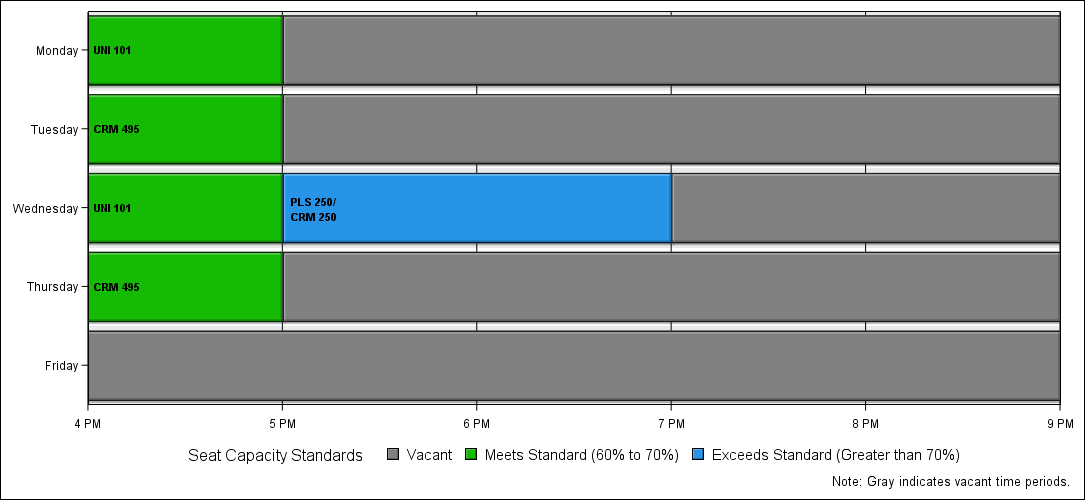 Monday
UNI 101
Tuesday
CRM 495
Wednesday
UNI 101
PLS 250/
CRM 250
Thursday
CRM 495
Friday
4 PM 5 PM 6 PM 7 PM 8 PM 9 PM
Seat Capacity Standards Vacant Meets Standard (60% to 70%) Exceeds Standard (Greater than 70%)
Note: Gray indicates vacant time periods.